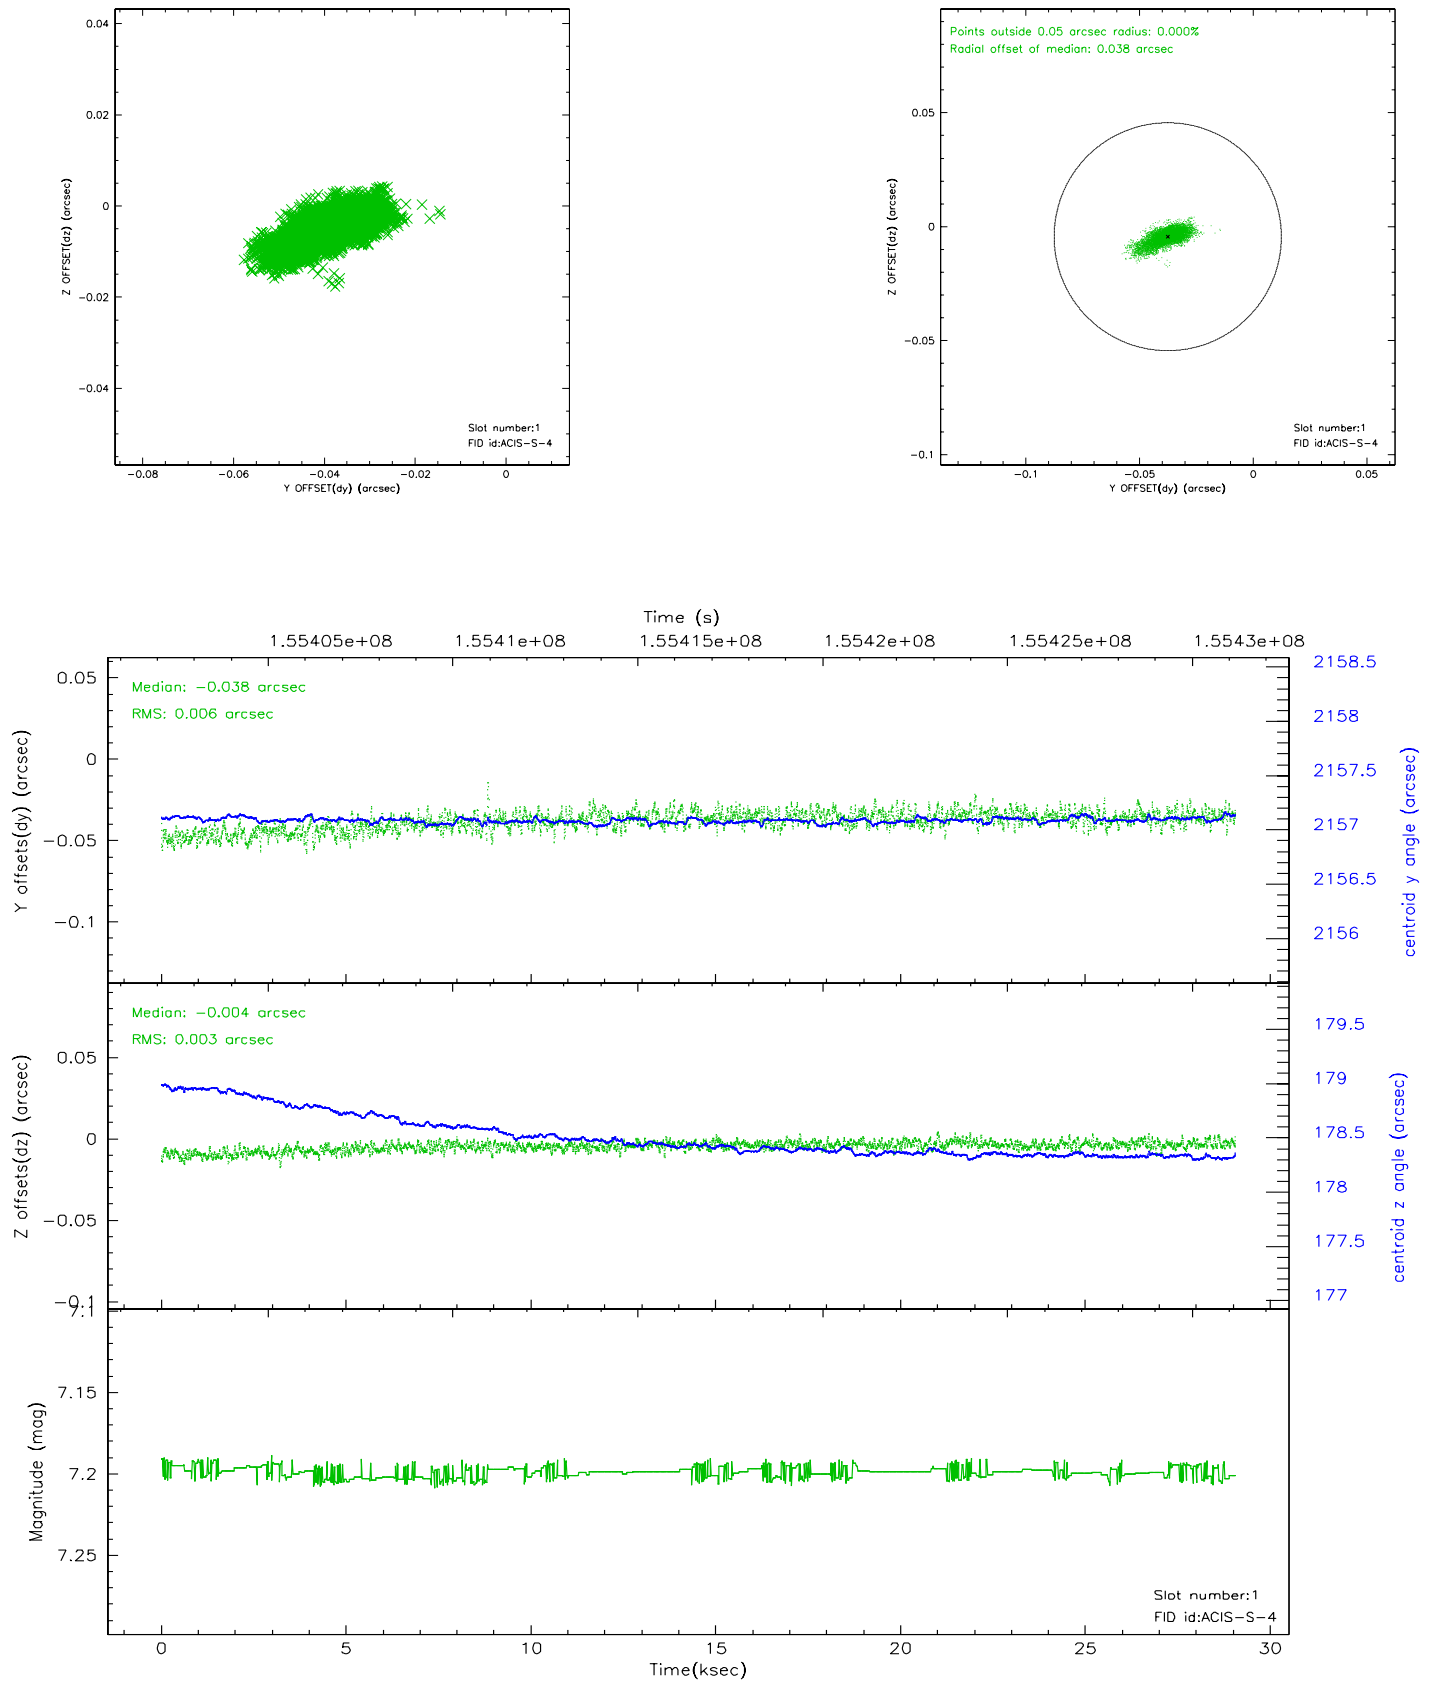 0.04
0.02
0
-0.02
-0.04
Z OFFSET(dz) (arcsec)
Slot number:1
FID id:ACIS-S-4
-0.08 -0.06 -0.04 -0.02 0
Y OFFSET(dy) (arcsec)
Points outside 0.05 arcsec radius: 0.000%
Radial offset of median: 0.038 arcsec
0.05
0
-0.05
-0.1
Z OFFSET(dz) (arcsec)
Slot number:1
FID id:ACIS-S-4
-0.1 -0.05 0 0.05
Y OFFSET(dy) (arcsec)
Time (s)
1.55405e+08 1.5541e+08 1.55415e+08 1.5542e+08 1.55425e+08 1.5543e+08
0.05
0
-0.05
-0.1
Y offsets(dy) (arcsec)
Median: -0.038 arcsec
RMS: 0.006 arcsec
2158.5
2158
2157.5
2157
2156.5
2156
centroid y angle (arcsec)
0.05
0
-0.05
-0.1
Z offsets(dz) (arcsec)
Median: -0.004 arcsec
RMS: 0.003 arcsec
179.5
179
178.5
178
177.5
177
centroid z angle (arcsec)
7.1
7.15
7.2
7.25
Magnitude (mag)
Slot number:1
FID id:ACIS-S-4
0 5 10 15 20 25 30
Time(ksec)